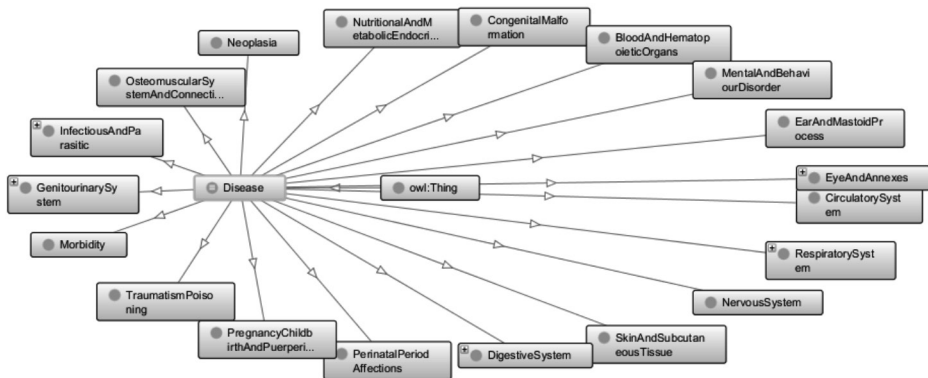 NutritionalAndM
etabolicEndocri...
CongenitalMalfo
rmation
Neoplasia
BloodAndHematop
oieticOrgans
OsteomuscularSy
stemAndConnecti...
MentalAndBehavi
ourDisorder
InfectiousAndPa
rasitic
EarAndMastoidPr
ocess
GenitourinarySy
stem
Disease
owl:Thing
EyeAndAnnexes
CirculatorySyst
em
Morbidity
RespiratorySyst
em
TraumatismPoiso
ning
NervousSystem
PregnancyChildb
irthAndPuerperi...
PerinatalPeriod
Affections
DigestiveSystem
SkinAndSubcutan
eousTissue